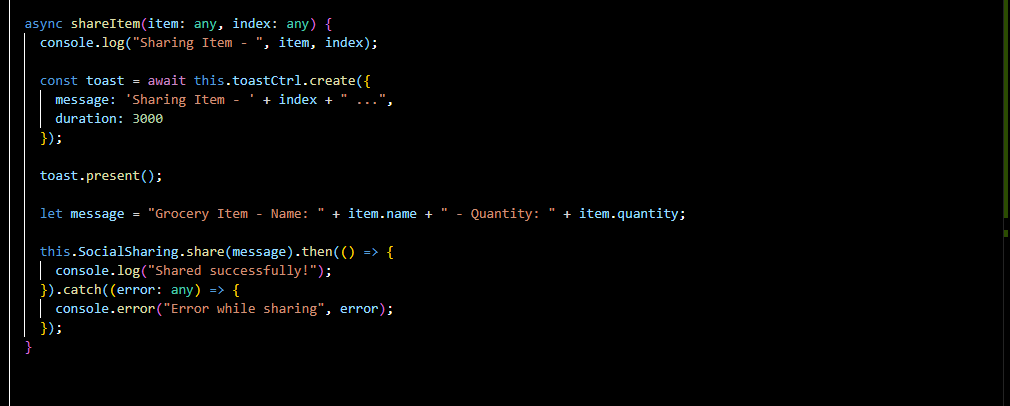 async shareItem(item: any, index: any) {
console.log("Sharing Item - ", item, index);
const toast = await this.toastCtrl.create({
message: 'Sharing Item - ' + index + " ...",
duration: 3000
});
toast.present();
let message = "Grocery Item - Name: " + item.name + " - Quantity: " + item.quantity;
this.SocialSharing.share(message).then(() => {
console.log("Shared successfully!");
}).catch((error: any) => {
console.error("Error while sharing", error);
});
}